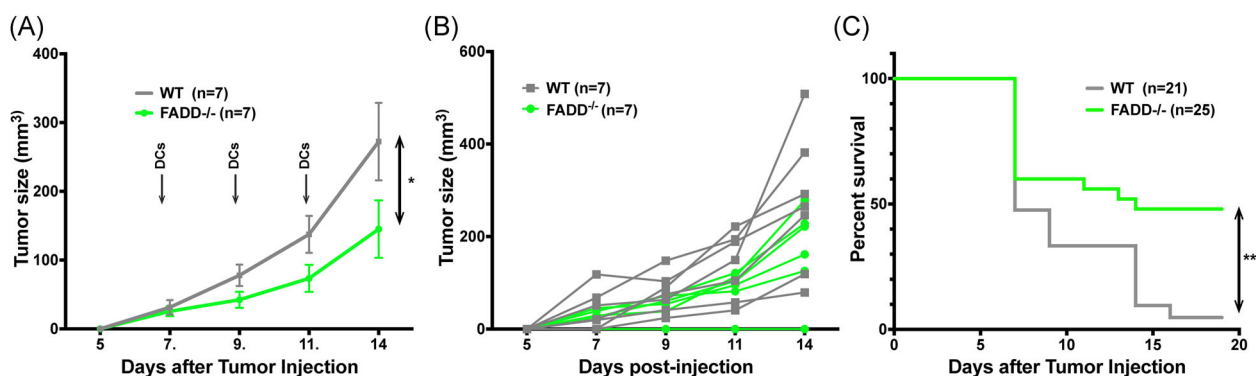 (A)
400
300
200
100
0
Tumor size (mm³)
WT (n=7)
FADD-/- (n=7)
DCs
DCs
DCs
*
5 7. 9. 11. 14
Days after Tumor Injection
(B)
600
400
200
0
Tumor size (mm³)
WT (n=7)
FADD⁻/⁻ (n=7)
5 7 9 11 14
Days post-injection
(C)
100
50
0
Percent survival
WT (n=21)
FADD-/- (n=25)
**
0 5 10 15 20
Days after Tumor Injection